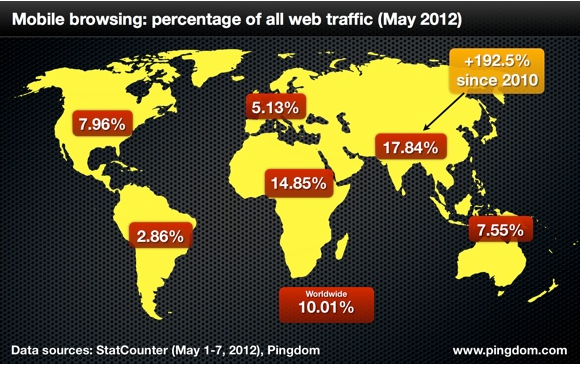 Mobile browsing: percentage of all web traffic (May 2012)
+192.5%
since 2010
7.96%
5.13%
17.84%
14.85%
2.86%
7.55%
Worldwide
10.01%
Data sources: StatCounter (May 1-7, 2012), Pingdom
www.pingdom.com